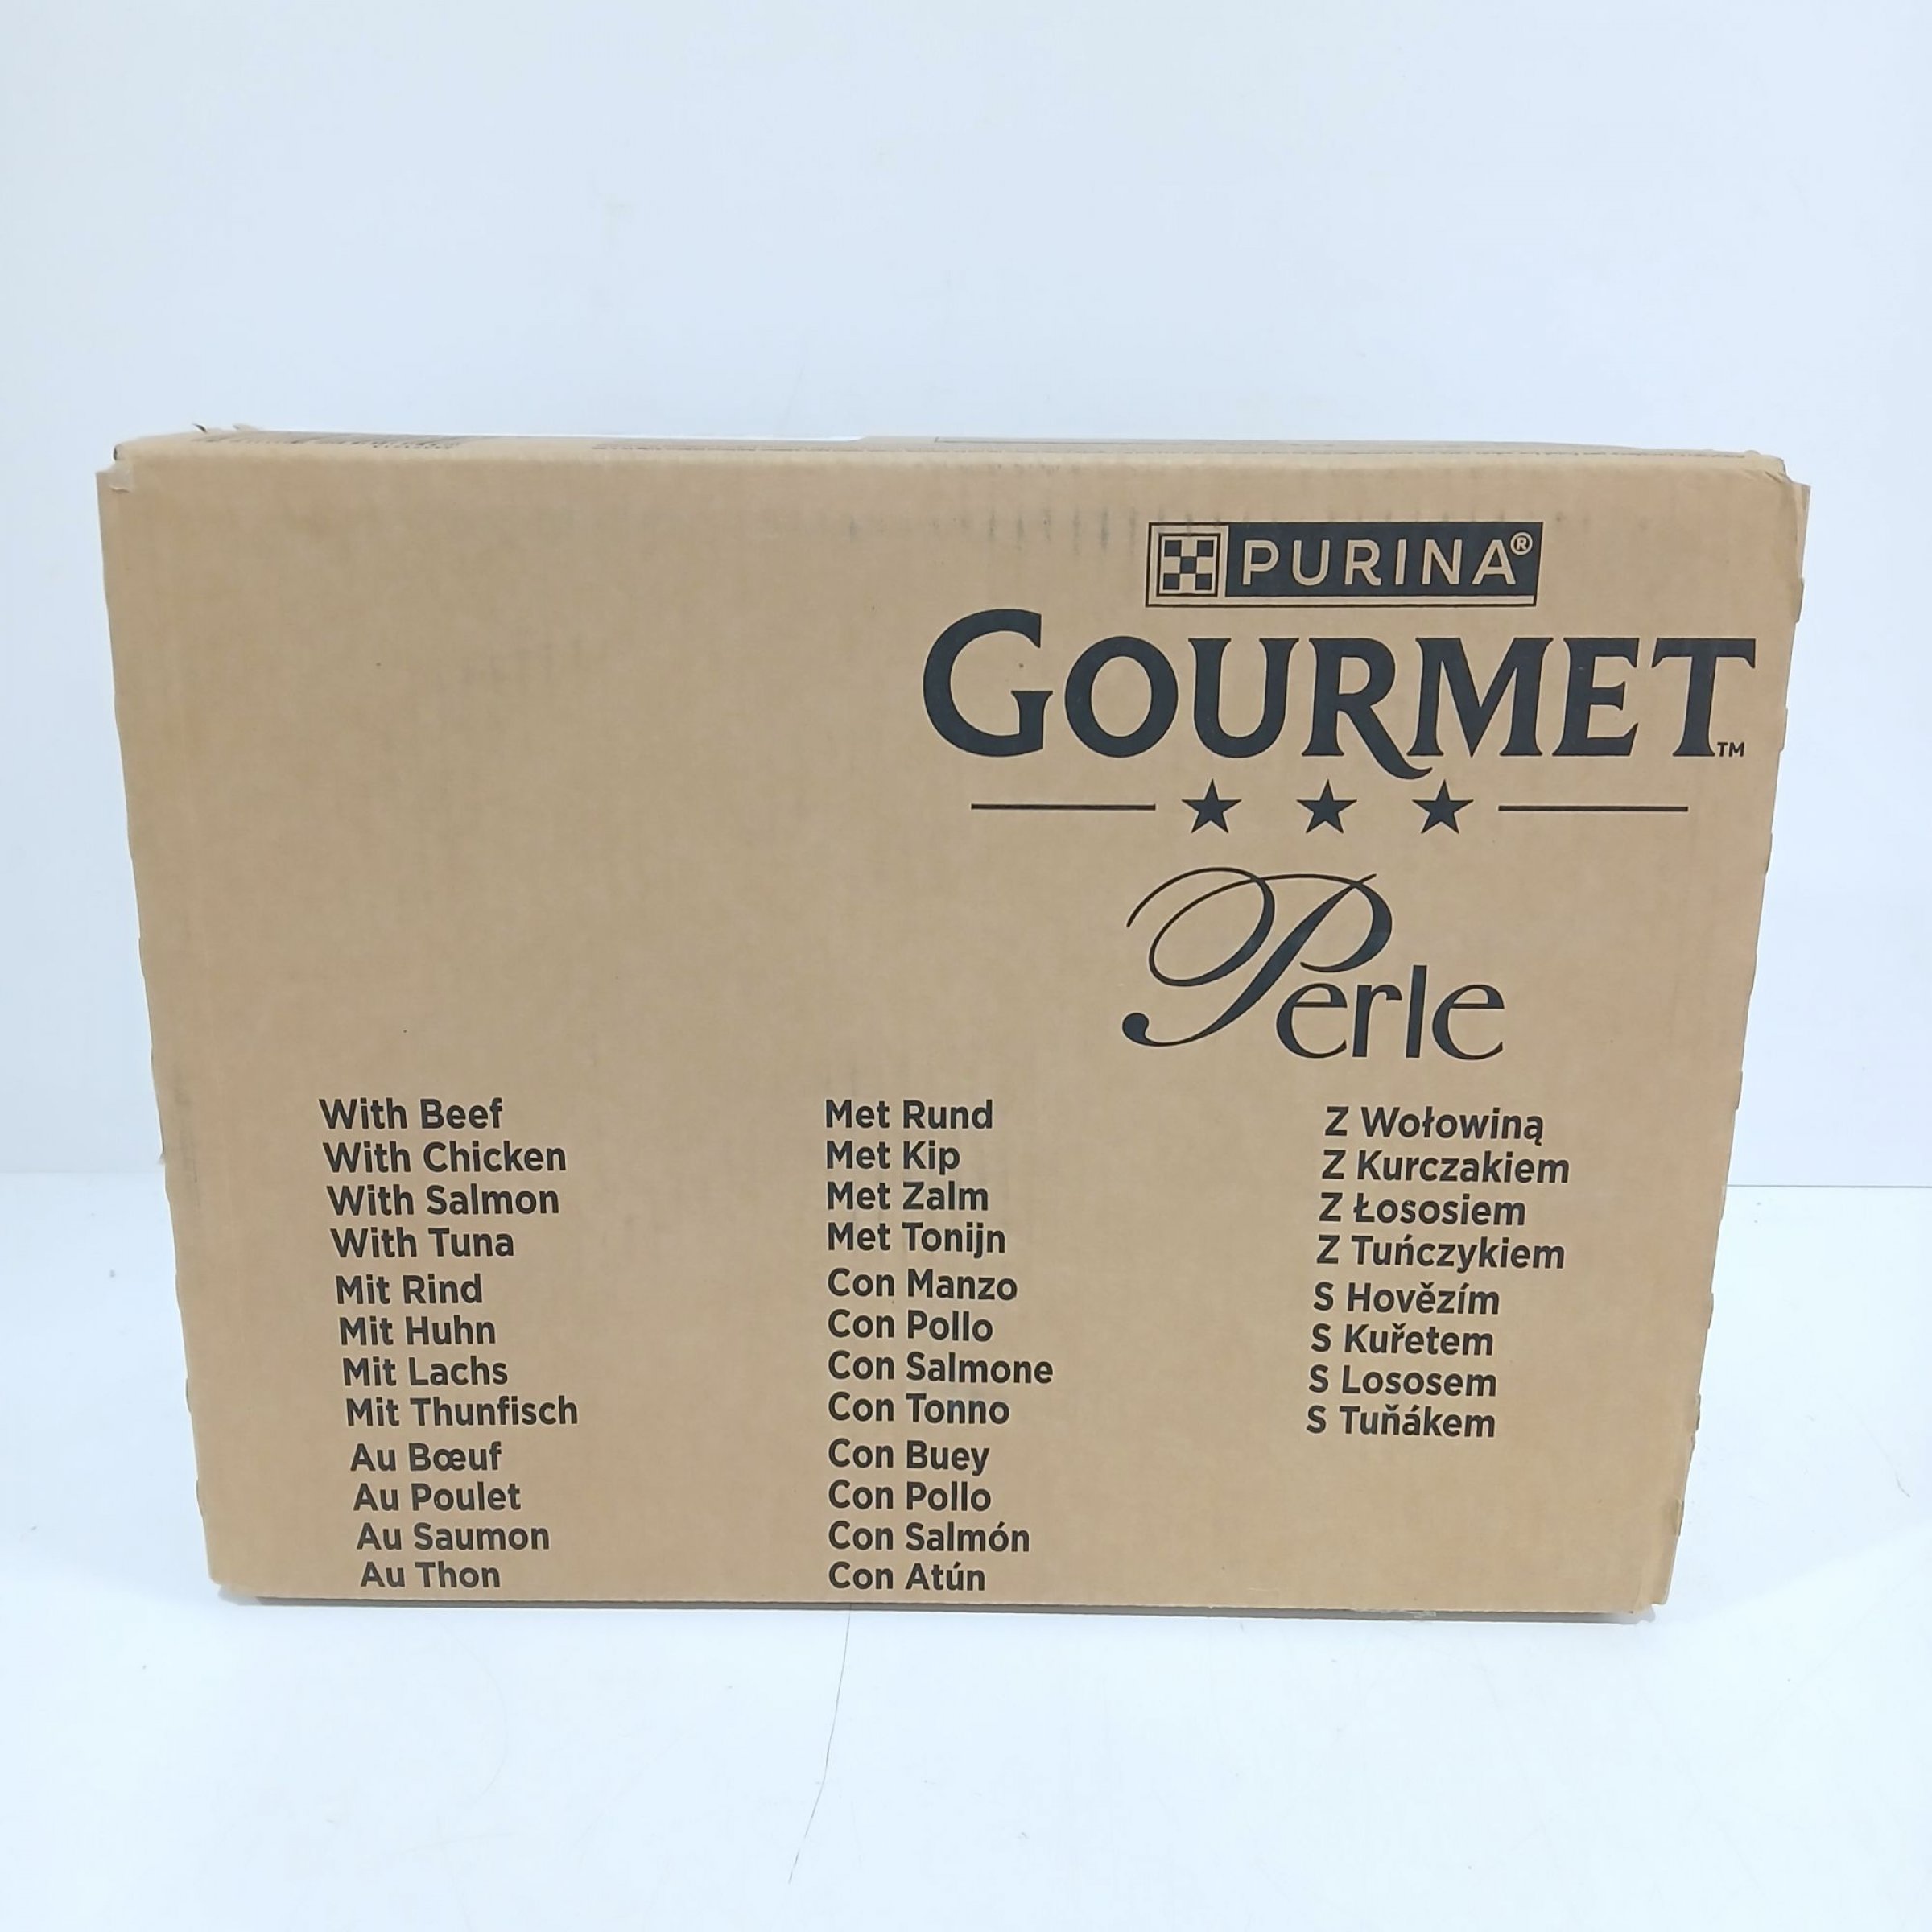 PURINA®
GOURMET™
Perle
With Beef
With Chicken
With Salmon
With Tuna
Mit Rind
Mit Huhn
Mit Lachs
Mit Thunfisch
Au Bœuf
Au Poulet
Au Saumon
Au Thon
Met Rund
Met Kip
Met Zalm
Met Tonijn
Con Manzo
Con Pollo
Con Salmone
Con Tonno
Con Buey
Con Pollo
Con Salmón
Con Atún
Z Wołowiną
Z Kurczakiem
Z Łososiem
Z Tuńczykiem
S Hovězím
S Kuřetem
S Lososem
S Tuňákem